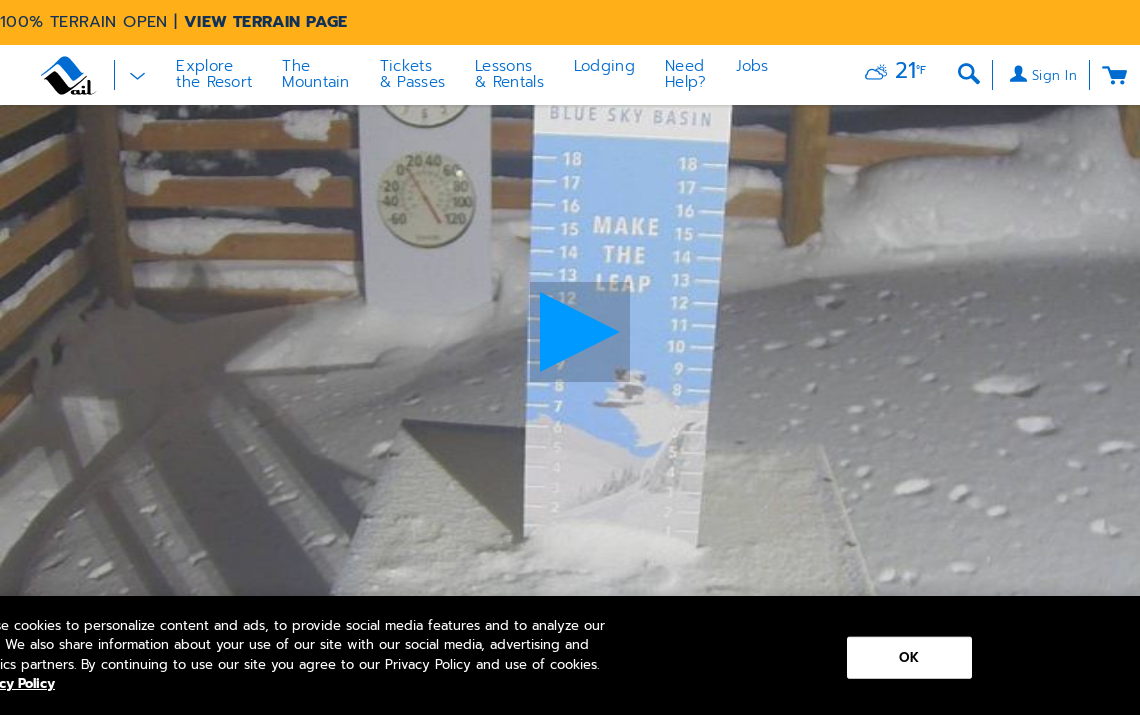 100% TERRAIN OPEN | VIEW TERRAIN PAGE
Vail
Explore
the Resort
The
Mountain
Tickets
& Passes
Lessons
& Rentals
Lodging
Need
Help?
Jobs
21°F
Sign In
BLUE SKY BASIN
18 18
17 17
16 16
15 15
14 14
13 13
12 12
11
10
9 9
8 8
7 7
6 6
5 5
4 4
3
2 2
1
MAKE
THE
LEAP
20 40
0 60
20 80
40 100
-60 120
se cookies to personalize content and ads, to provide social media features and to analyze our
We also share information about your use of our site with our social media, advertising and
ics partners. By continuing to use our site you agree to our Privacy Policy and use of cookies.
cy Policy
OK